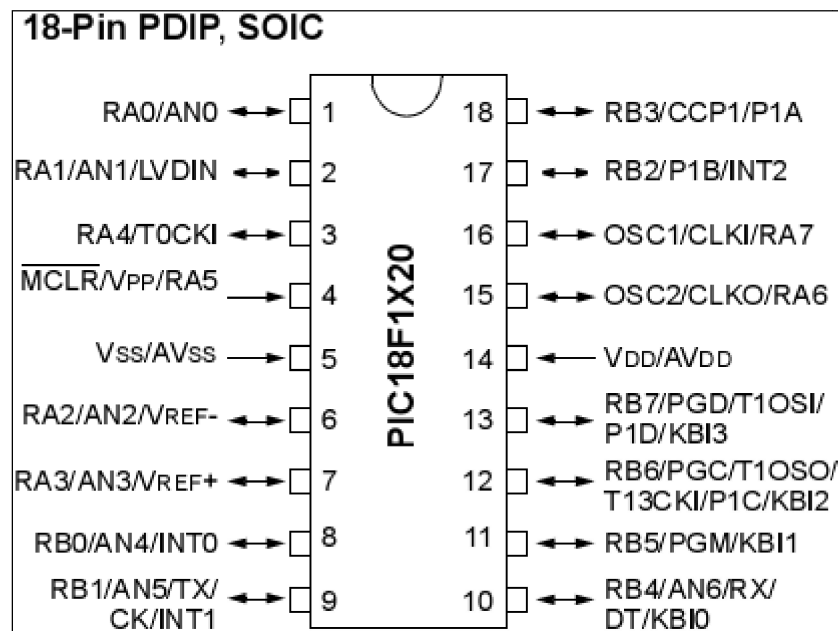 18-Pin PDIP, SOIC
RA0/AN0
1
18
RB3/CCP1/P1A
RA1/AN1/LVDIN
2
17
RB2/P1B/INT2
RA4/T0CKI
3
16
OSC1/CLKI/RA7
MCLR/VPP/RA5
4
15
OSC2/CLKO/RA6
VSS/AVSS
5
14
VDD/AVDD
RA2/AN2/VREF-
6
13
RB7/PGD/T1OSI/
P1D/KBI3
RA3/AN3/VREF+
7
12
RB6/PGC/T1OSO/
T13CKI/P1C/KBI2
RB0/AN4/INT0
8
11
RB5/PGM/KBI1
RB1/AN5/TX/
CK/INT1
9
10
RB4/AN6/RX/
DT/KBI0
PIC18F1X20